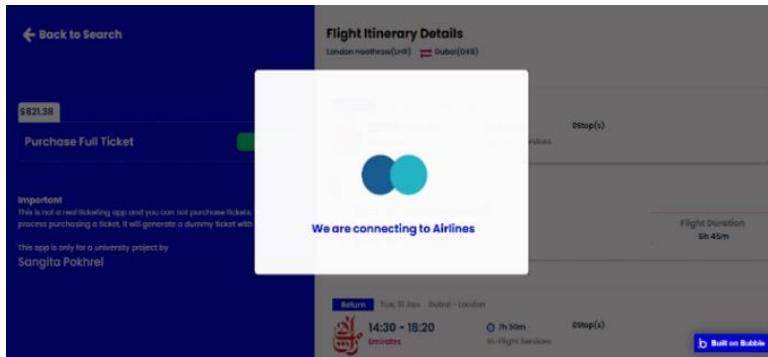 Back to Search
$821.38
Purchase Full Ticket
Important
This is not a real ticketing app and you can not purchase tickets.
process purchasing a ticket, it will generate a dummy ticket with
This app is only for a university project by
Sangita Pokhrel
Flight Itinerary Details
London Heathrow(LHR) Dubai(DXB)
0Stop(s)
We are connecting to Airlines
Flight Duration
Return Tue, 31 Jan Dubai - London
14:30 - 18:20
Emirates
7h 50m
In-Flight Services
0Stop(s)
Built on Bubble